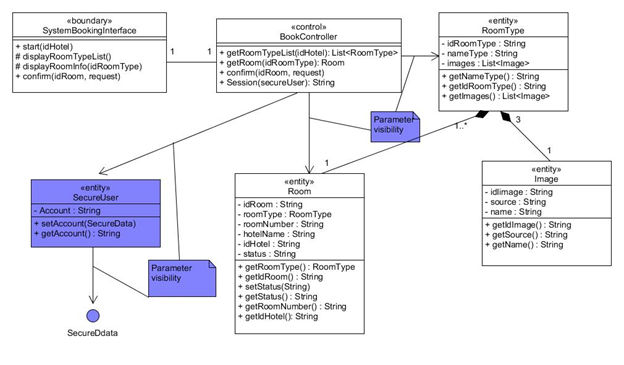 «boundary»
SystemBookingInterface
+ start(idHotel)
# displayRoomTypeList()
# displayRoomInfo(idRoomType)
+ confirm(idRoom, request)
1
1
«control»
BookController
+ getRoomTypeList(idHotel): List<RoomType>
+ getRoom(idRoomType): Room
+ confirm(idRoom, request)
+ Session(secureUser): String
«entity»
RoomType
- idRoomType : String
- nameType : String
- images : List<Image>
+ getNameType() : String
+ getIdRoomType() : String
+ getImages() : List<Image>
Parameter
visibility
1..*
3
1
1
«entity»
SecureUser
- Account : String
+ setAccount(SecureData)
+ getAccount() : String
«entity»
Room
- idRoom : String
- roomType : RoomType
- roomNumber : String
- hotelName : String
- idHotel : String
- status : String
+ getRoomType() : RoomType
+ getIdRoom() : String
+ setStatus(String)
+ getStatus() : String
+ getRoomNumber() : String
+ getIdHotel(): String
«entity»
Image
- idIimage : String
- source : String
- name : String
+ getIdImage() : String
+ getSource() : String
+ getName() : String
Parameter
visibility
SecureDdata